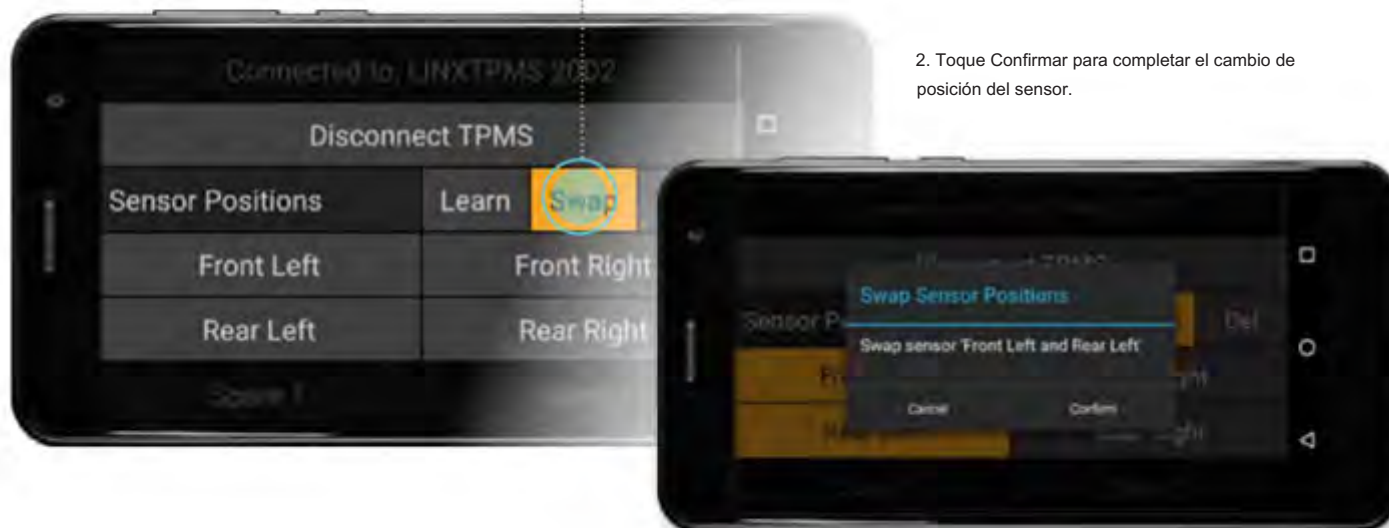 Connected to, LINXTPMS 2002
Disconnect TPMS
Sensor Positions Learn Swap
Front Left Front Right
Rear Left Rear Right
2. Toque Confirmar para completar el cambio de
posición del sensor.
Swap Sensor Positions
Sensor Del
Swap sensor 'Front Left and Rear Left'
Cancel Confirm